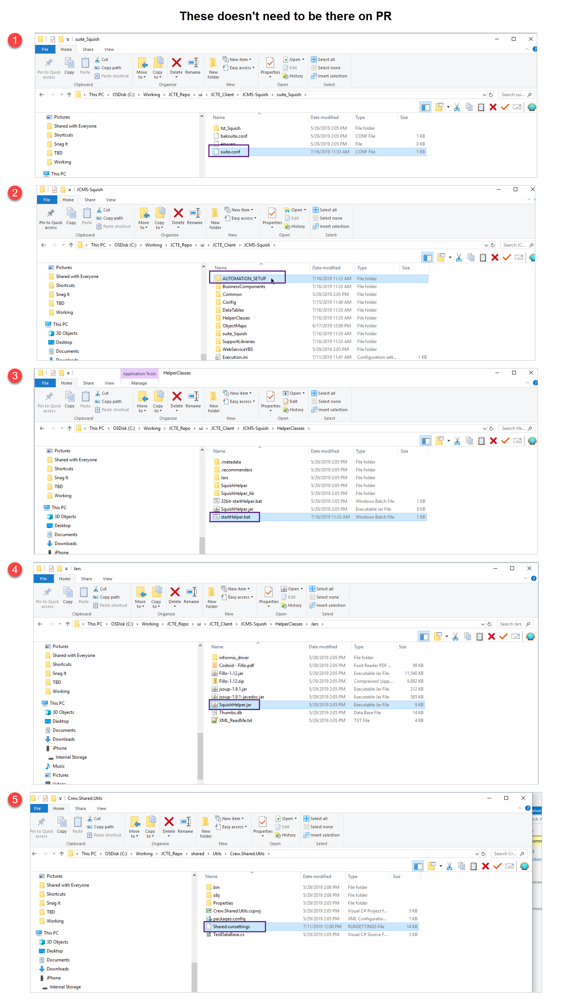 These doesn't need to be there on PR
1
suite_Squish
File Home Share View
Pin to Quick access
Copy
Paste
Cut
Copy path
Paste shortcut
Clipboard
Move to
Copy to
Delete
Rename
Organize
New folder
New item
Easy access
New
Properties
Open
Edit
History
Open
Select all
Select none
Invert selection
Select
This PC OSDisk (C:) Working JCTE_Repo ui JCTE_Client JCMS-Squish suite_Squish
Search sui...
Pictures
Shared with Everyone
Shortcuts
Snag It
TBD
Working
This PC
Name Date modified Type Size
tst_Squish 5/29/2019 2:05 PM File folder
baksuite.conf 5/29/2019 2:05 PM CONF File 1 KB
envvars 5/29/2019 2:05 PM File 0 KB
suite.conf 7/16/2019 11:33 AM CONF File 1 KB
2
JCMS-Squish
File Home Share View
Pin to Quick access
Copy
Paste
Cut
Copy path
Paste shortcut
Clipboard
Move to
Copy to
Delete
Rename
Organize
New folder
New item
Easy access
New
Properties
Open
Edit
History
Open
Select all
Select none
Invert selection
Select
This PC OSDisk (C:) Working JCTE_Repo ui JCTE_Client JCMS-Squish
Search JC...
Pictures
Shared with Everyone
Shortcuts
Snag It
TBD
Working
This PC
3D Objects
Desktop
Documents
Downloads
Name Date modified Type Size
AUTOMATION_SETUP 7/16/2019 11:33 AM File folder
BusinessComponents 7/16/2019 11:33 AM File folder
Common 5/29/2019 2:05 PM File folder
Config 7/15/2019 11:40 AM File folder
DataTables 7/16/2019 11:33 AM File folder
HelperClasses 7/16/2019 11:33 AM File folder
ObjectMaps 6/17/2019 12:08 PM File folder
suite_Squish 7/16/2019 11:33 AM File folder
SupportLibraries 7/16/2019 11:33 AM File folder
WebServiceVBS 5/29/2019 2:05 PM File folder
Execution.ini 7/11/2019 11:41 AM Configuration sett... 1 KB
3
Application Tools HelperClasses
File Home Share View Manage
Pin to Quick access
Copy
Paste
Cut
Copy path
Paste shortcut
Clipboard
Move to
Copy to
Delete
Rename
Organize
New folder
New item
Easy access
New
Properties
Open
Edit
History
Open
Select all
Select none
Invert selection
Select
This PC OSDisk (C:) Working JCTE_Repo ui JCTE_Client JCMS-Squish HelperClasses
Search He...
Pictures
Shared with Everyone
Shortcuts
Snag It
TBD
Working
This PC
3D Objects
Desktop
Documents
Downloads
iPhone
Name Date modified Type Size
.metadata 5/29/2019 2:05 PM File folder
.recommenders 5/29/2019 2:05 PM File folder
Jars 5/29/2019 2:05 PM File folder
SquishHelper 5/29/2019 2:05 PM File folder
SquishHelper_lib 5/29/2019 2:05 PM File folder
32bit-startHelper.bat 5/29/2019 2:05 PM Windows Batch File 1 KB
SquishHelper.jar 5/29/2019 2:05 PM Executable Jar File 9 KB
startHelper.bat 7/16/2019 11:33 AM Windows Batch File 1 KB
4
Jars
File Home Share View
Pin to Quick access
Copy
Paste
Cut
Copy path
Paste shortcut
Clipboard
Move to
Copy to
Delete
Rename
Organize
New folder
New item
Easy access
New
Properties
Open
Edit
History
Open
Select all
Select none
Invert selection
Select
This PC OSDisk (C:) Working JCTE_Repo ui JCTE_Client JCMS-Squish HelperClasses Jars
Search Jars
Pictures
Shared with Everyone
Shortcuts
Snag It
TBD
Working
This PC
3D Objects
Desktop
Documents
Downloads
iPhone
Internal Storage
Music
Pictures
Videos
Name Date modified Type Size
informix_driver 5/29/2019 2:05 PM File folder
Codoid - Fillo.pdf 5/29/2019 2:05 PM Foxit Reader PDF ... 99 KB
Fillo-1.12.jar 5/29/2019 2:05 PM Executable Jar File 11,540 KB
Fillo-1.12.zip 5/29/2019 2:05 PM Compressed (zipp... 9,882 KB
jsoup-1.9.1.jar 5/29/2019 2:05 PM Executable Jar File 312 KB
jsoup-1.9.1-javadoc.jar 5/29/2019 2:05 PM Executable Jar File 585 KB
SquishHelper.jar 5/29/2019 2:05 PM Executable Jar File 9 KB
Thumbs.db 5/29/2019 2:05 PM Data Base File 14 KB
XML_ReadMe.txt 5/29/2019 2:05 PM TXT File 4 KB
5
Crew.Shared.Utils
File Home Share View
Pin to Quick access
Copy
Paste
Cut
Copy path
Paste shortcut
Clipboard
Move to
Copy to
Delete
Rename
Organize
New folder
New item
Easy access
New
Properties
Open
Edit
History
Open
Select all
Select none
Invert selection
Select
This PC OSDisk (C:) Working JCTE_Repo shared Utils Crew.Shared.Utils
Search Cr...
Pictures
Shared with Everyone
Shortcuts
Snag It
TBD
Working
This PC
3D Objects
Desktop
Documents
Downloads
iPhone
Internal Storage
Name Date modified Type Size
bin 5/29/2019 2:06 PM File folder
obj 5/29/2019 2:06 PM File folder
Properties 5/29/2019 2:05 PM File folder
Crew.Shared.Utils.csproj 5/29/2019 2:05 PM Visual C# Project f... 3 KB
packages.config 5/29/2019 2:05 PM XML Configuratio... 1 KB
Shared.runsettings 7/11/2019 12:00 PM RUNSETTINGS File 14 KB
TestDataBase.cs 5/29/2019 2:05 PM Visual C# Source F... 3 KB